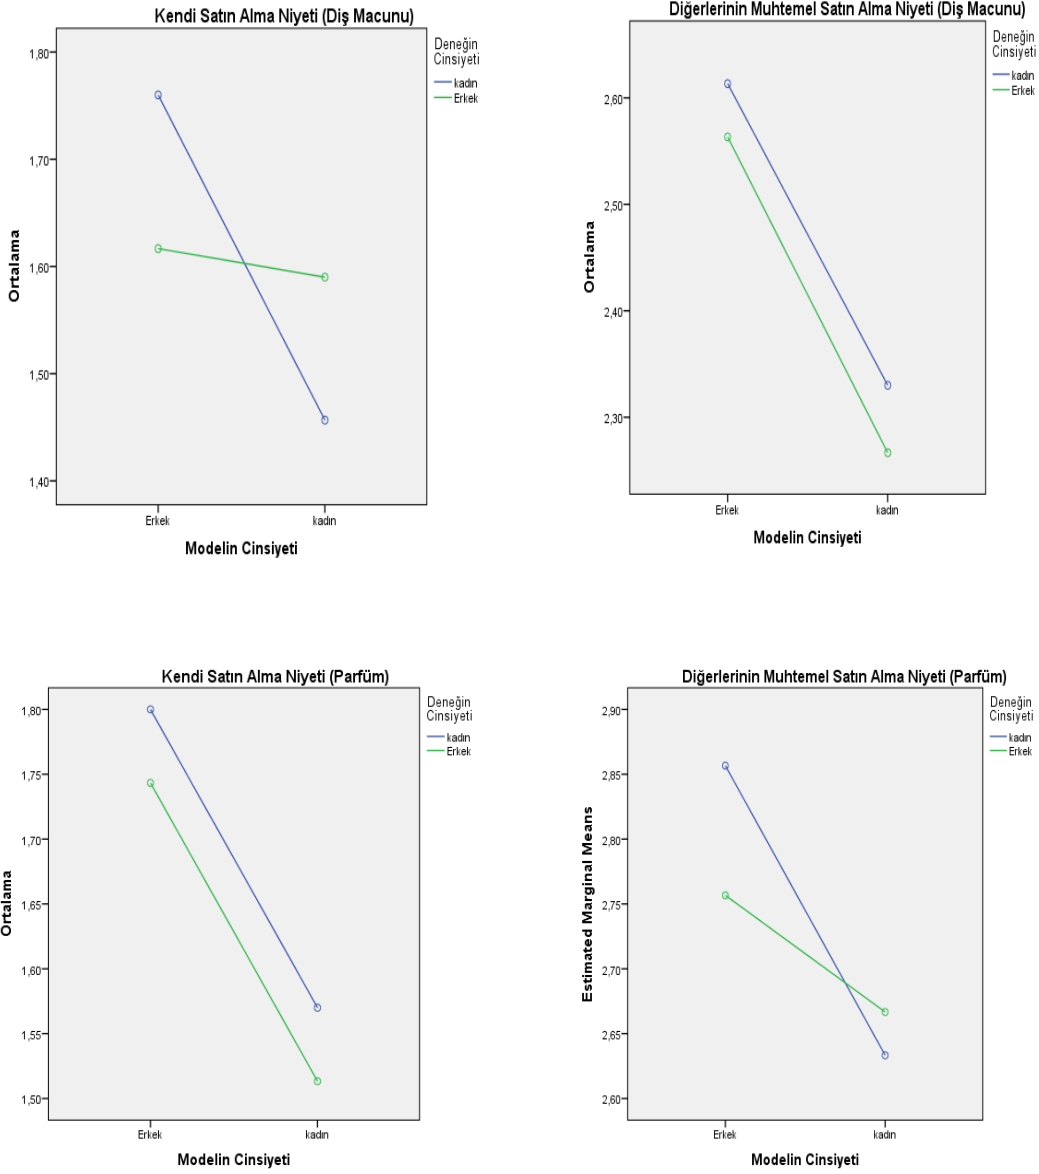 Kendi Satın Alma Niyeti (Diş Macunu)
Deneğin
Cinsiyeti
kadın
Erkek
1,80
1,70
1,60
1,50
1,40
Ortalama
Erkek
kadın
Modelin Cinsiyeti
Diğerlerinin Muhtemel Satın Alma Niyeti (Diş Macunu)
Deneğin
Cinsiyeti
kadın
Erkek
2,60
2,50
2,40
2,30
Ortalama
Erkek
kadın
Modelin Cinsiyeti
Kendi Satın Alma Niyeti (Parfüm)
Deneğin
Cinsiyeti
kadın
Erkek
1,80
1,75
1,70
1,65
1,60
1,55
1,50
Ortalama
Erkek
kadın
Modelin Cinsiyeti
Diğerlerinin Muhtemel Satın Alma Niyeti (Parfüm)
Deneğin
Cinsiyeti
kadın
Erkek
2,90
2,85
2,80
2,75
2,70
2,65
2,60
Estimated Marginal Means
Erkek
kadın
Modelin Cinsiyeti